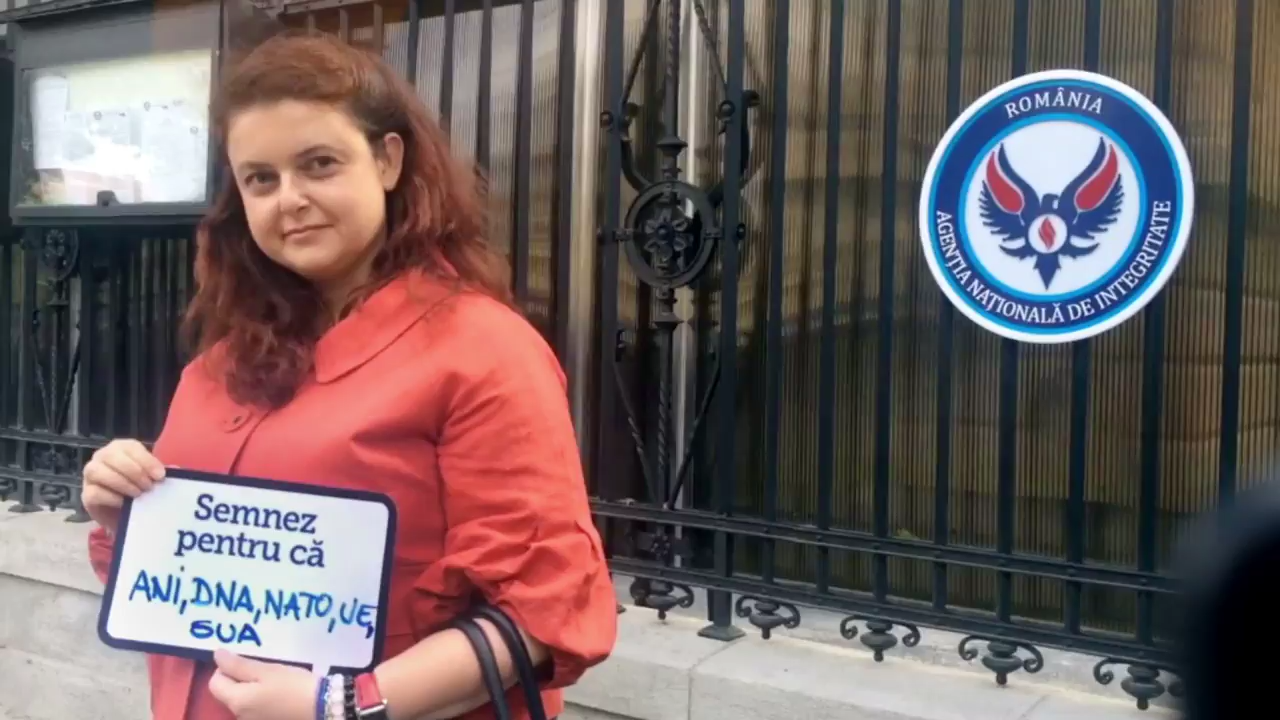 Semnez
pentru că
ANi, DNA, NATO, UE,
SUA
ROMÂNIA
AGENȚIA NAȚIONALĂ DE INTEGRITATE